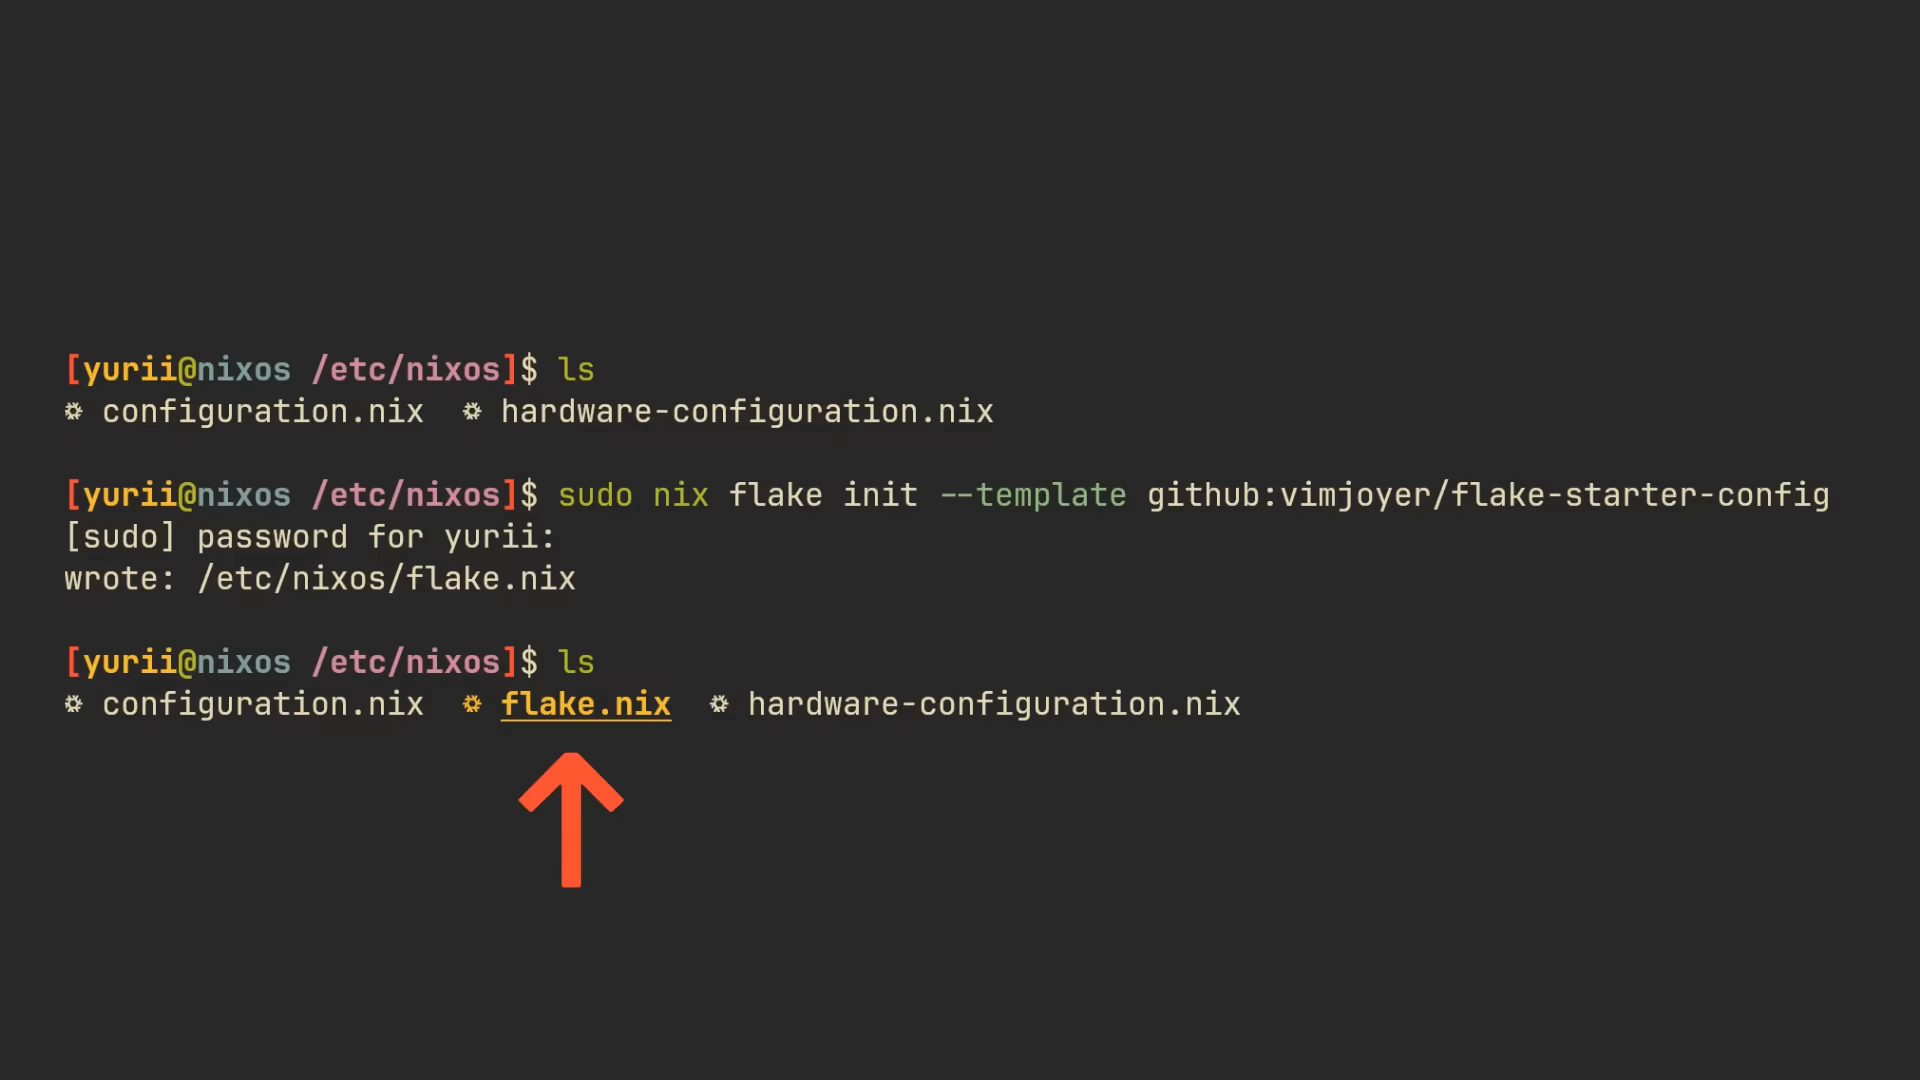 [yurii@nixos /etc/nixos]$ ls
configuration.nix hardware-configuration.nix
[yurii@nixos /etc/nixos]$ sudo nix flake init --template github:vimjoyer/flake-starter-config
[sudo] password for yurii:
wrote: /etc/nixos/flake.nix
[yurii@nixos /etc/nixos]$ ls
configuration.nix flake.nix hardware-configuration.nix